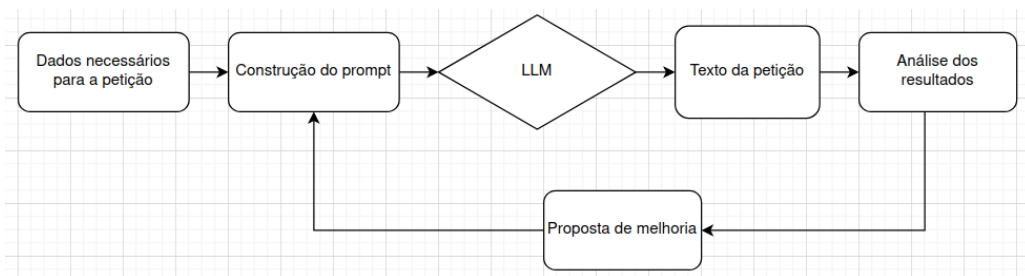 Dados necessários
para a petição
Construção do prompt
LLM
Texto da petição
Análise dos
resultados
Proposta de melhoria